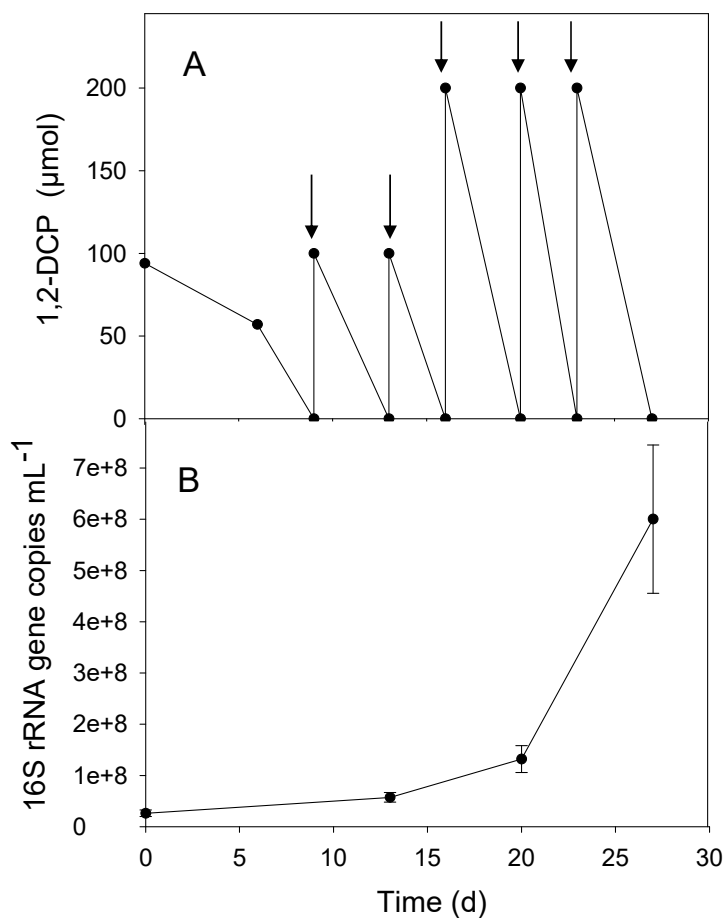 A
200
150
100
50
0
1,2-DCP (μmol)
B
7e+8
6e+8
5e+8
4e+8
3e+8
2e+8
1e+8
0
16S rRNA gene copies mL⁻¹
0 5 10 15 20 25 30
Time (d)